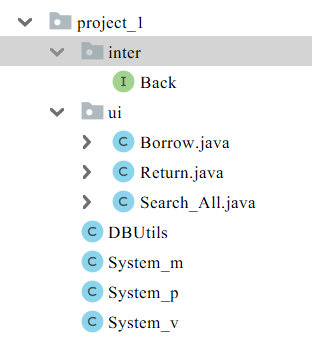 project_1
inter
I Back
ui
C Borrow.java
C Return.java
C Search_All.java
C DBUtils
C System_m
C System_p
C System_v